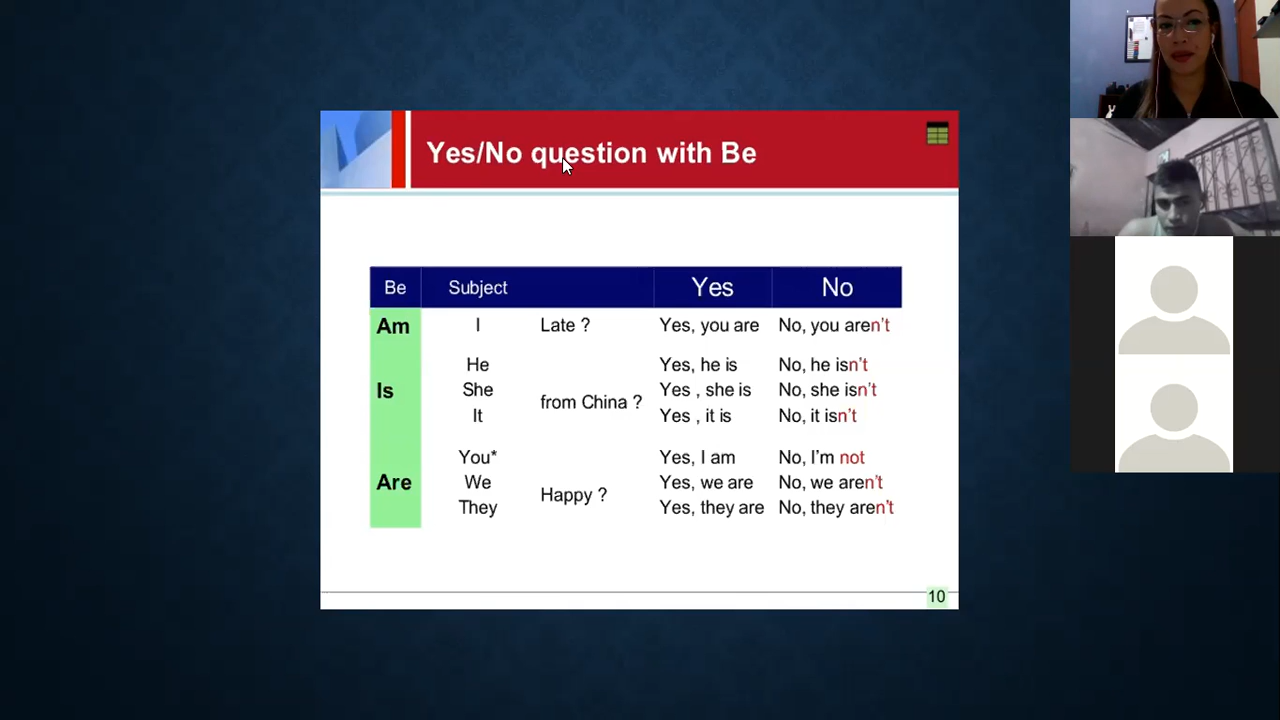 Yes/No question with Be
Be Subject Yes No
Am I Late ? Yes, you are No, you aren't
He Yes, he is No, he isn't
Is She from China ? Yes , she is No, she isn't
It Yes , it is No, it isn't
You* Yes, I am No, I'm not
Are We Happy ? Yes, we are No, we aren't
They Yes, they are No, they aren't
10